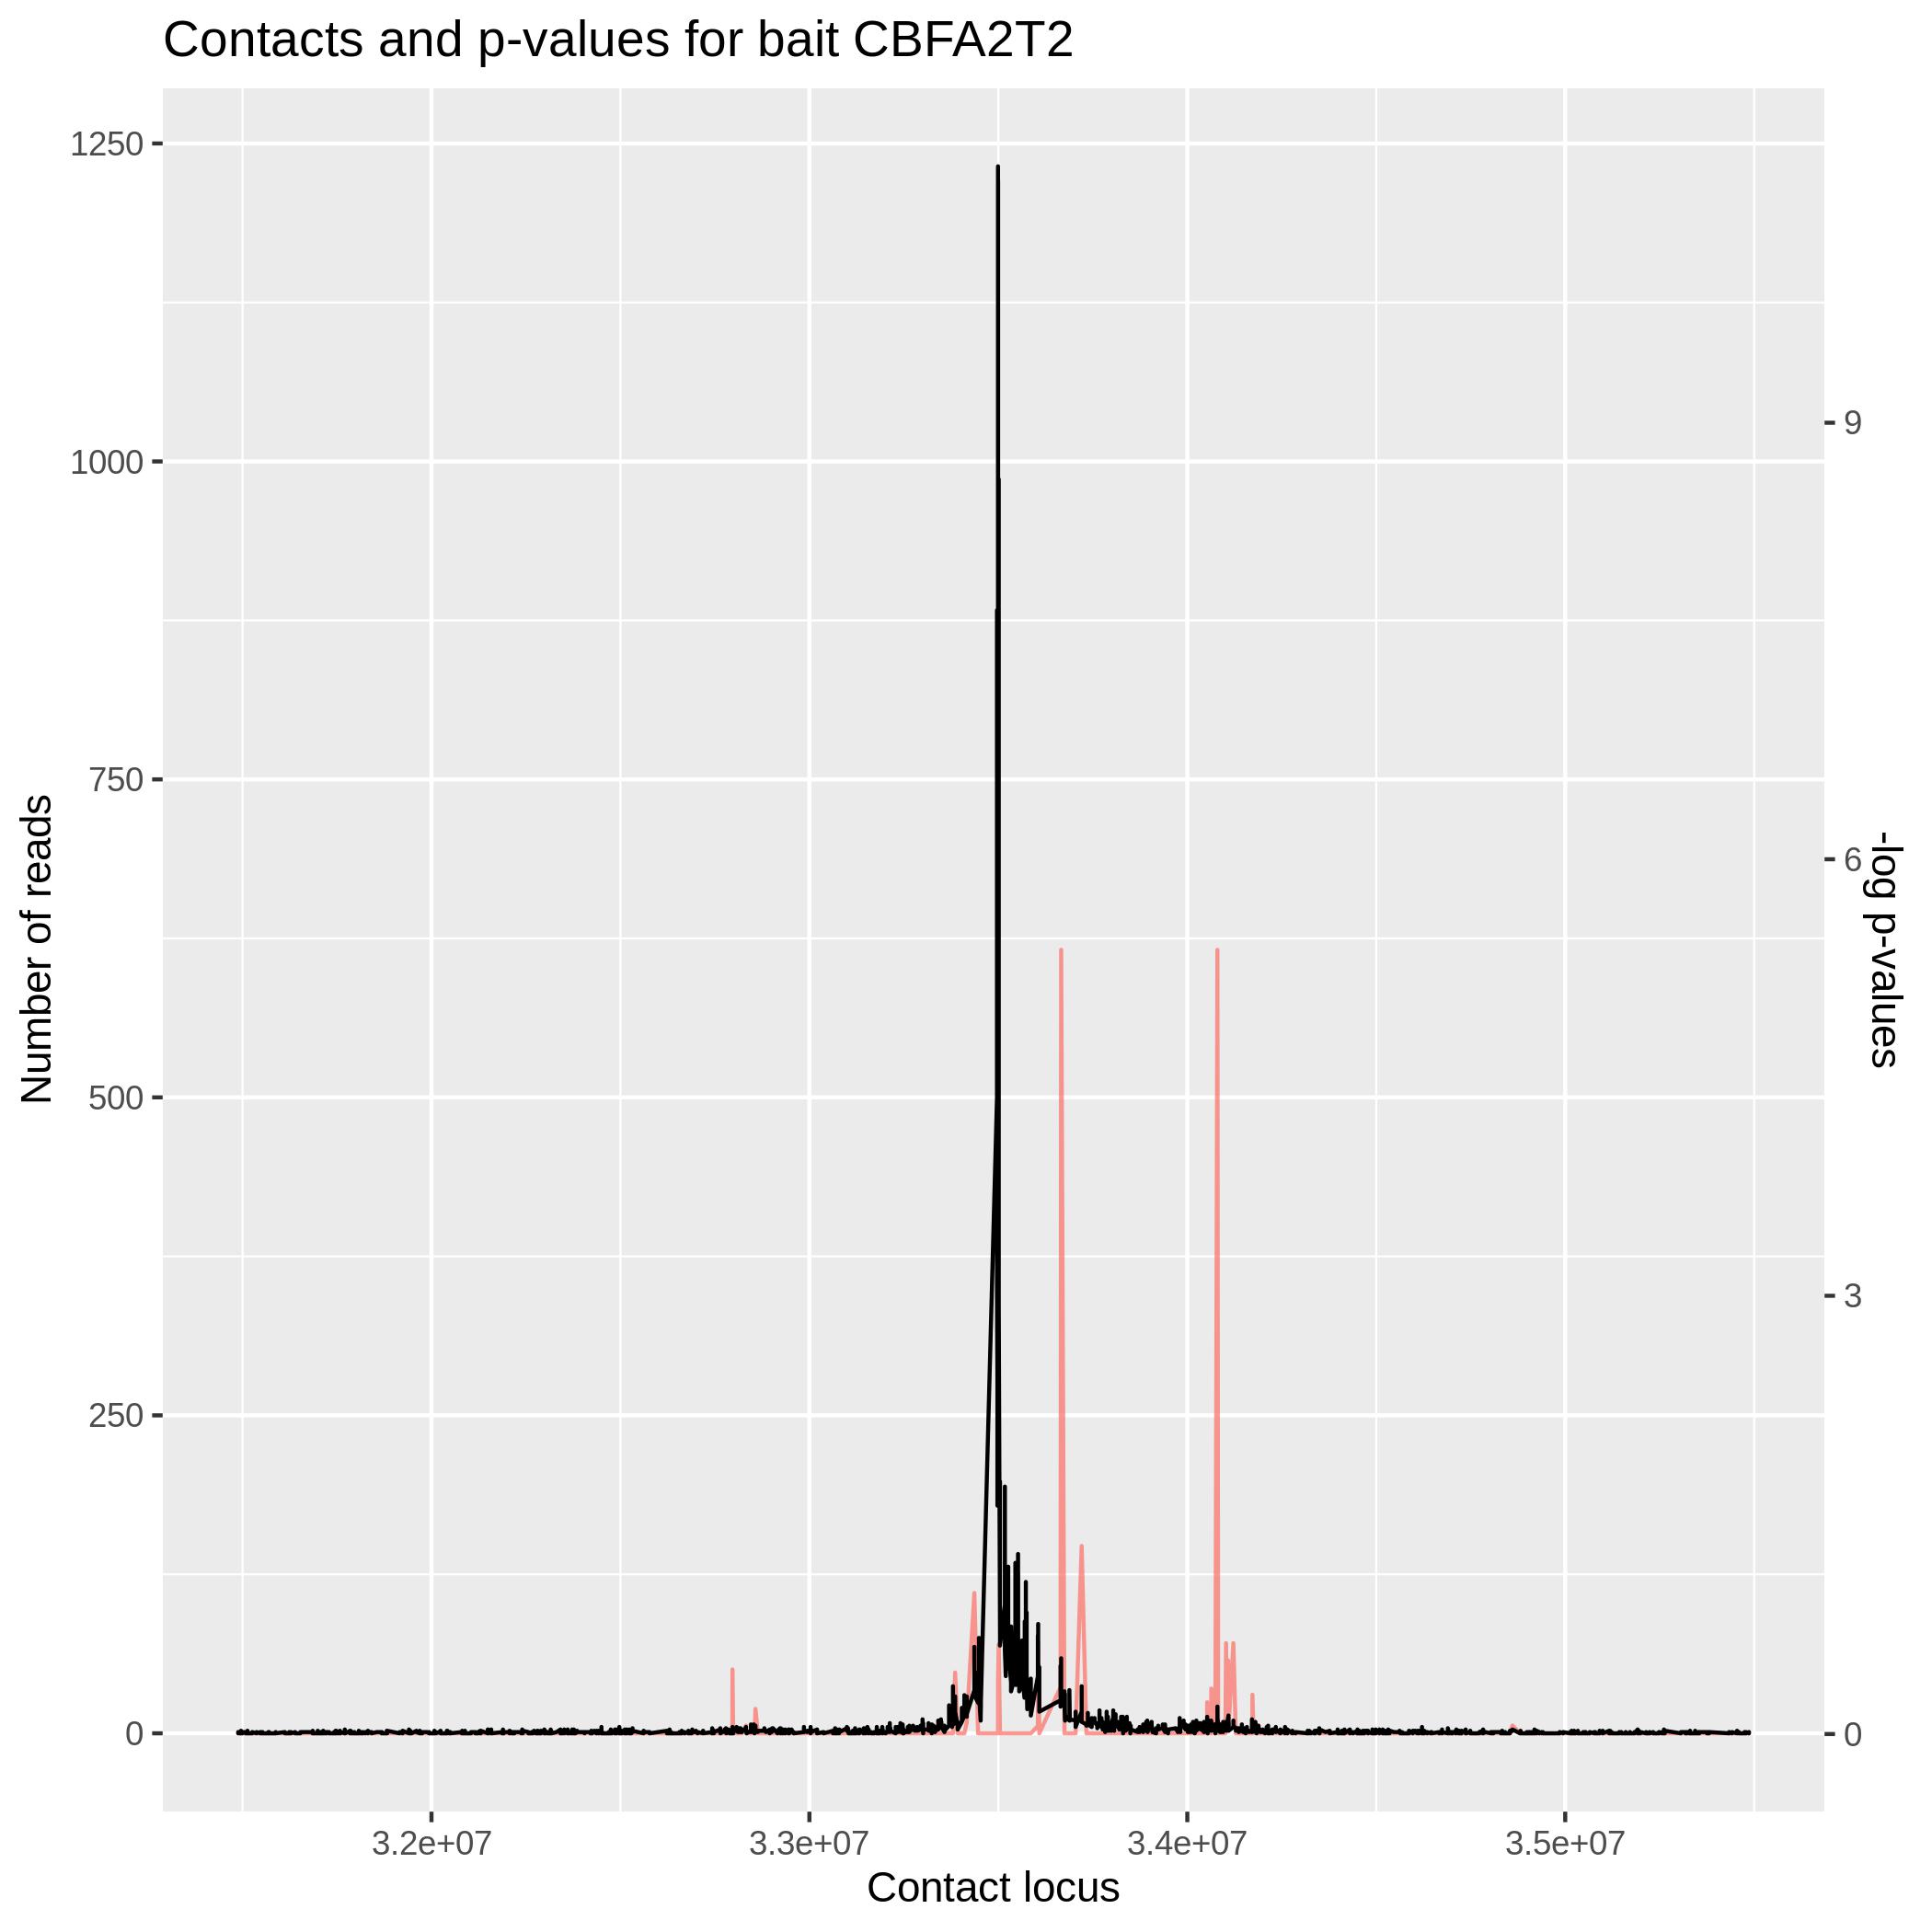 Contacts and p-values for bait CBFA2T2
Number of reads
1250
1000
750
500
250
0
9
6
3
0
-log p-values
3.2e+07
3.3e+07
3.4e+07
3.5e+07
Contact locus